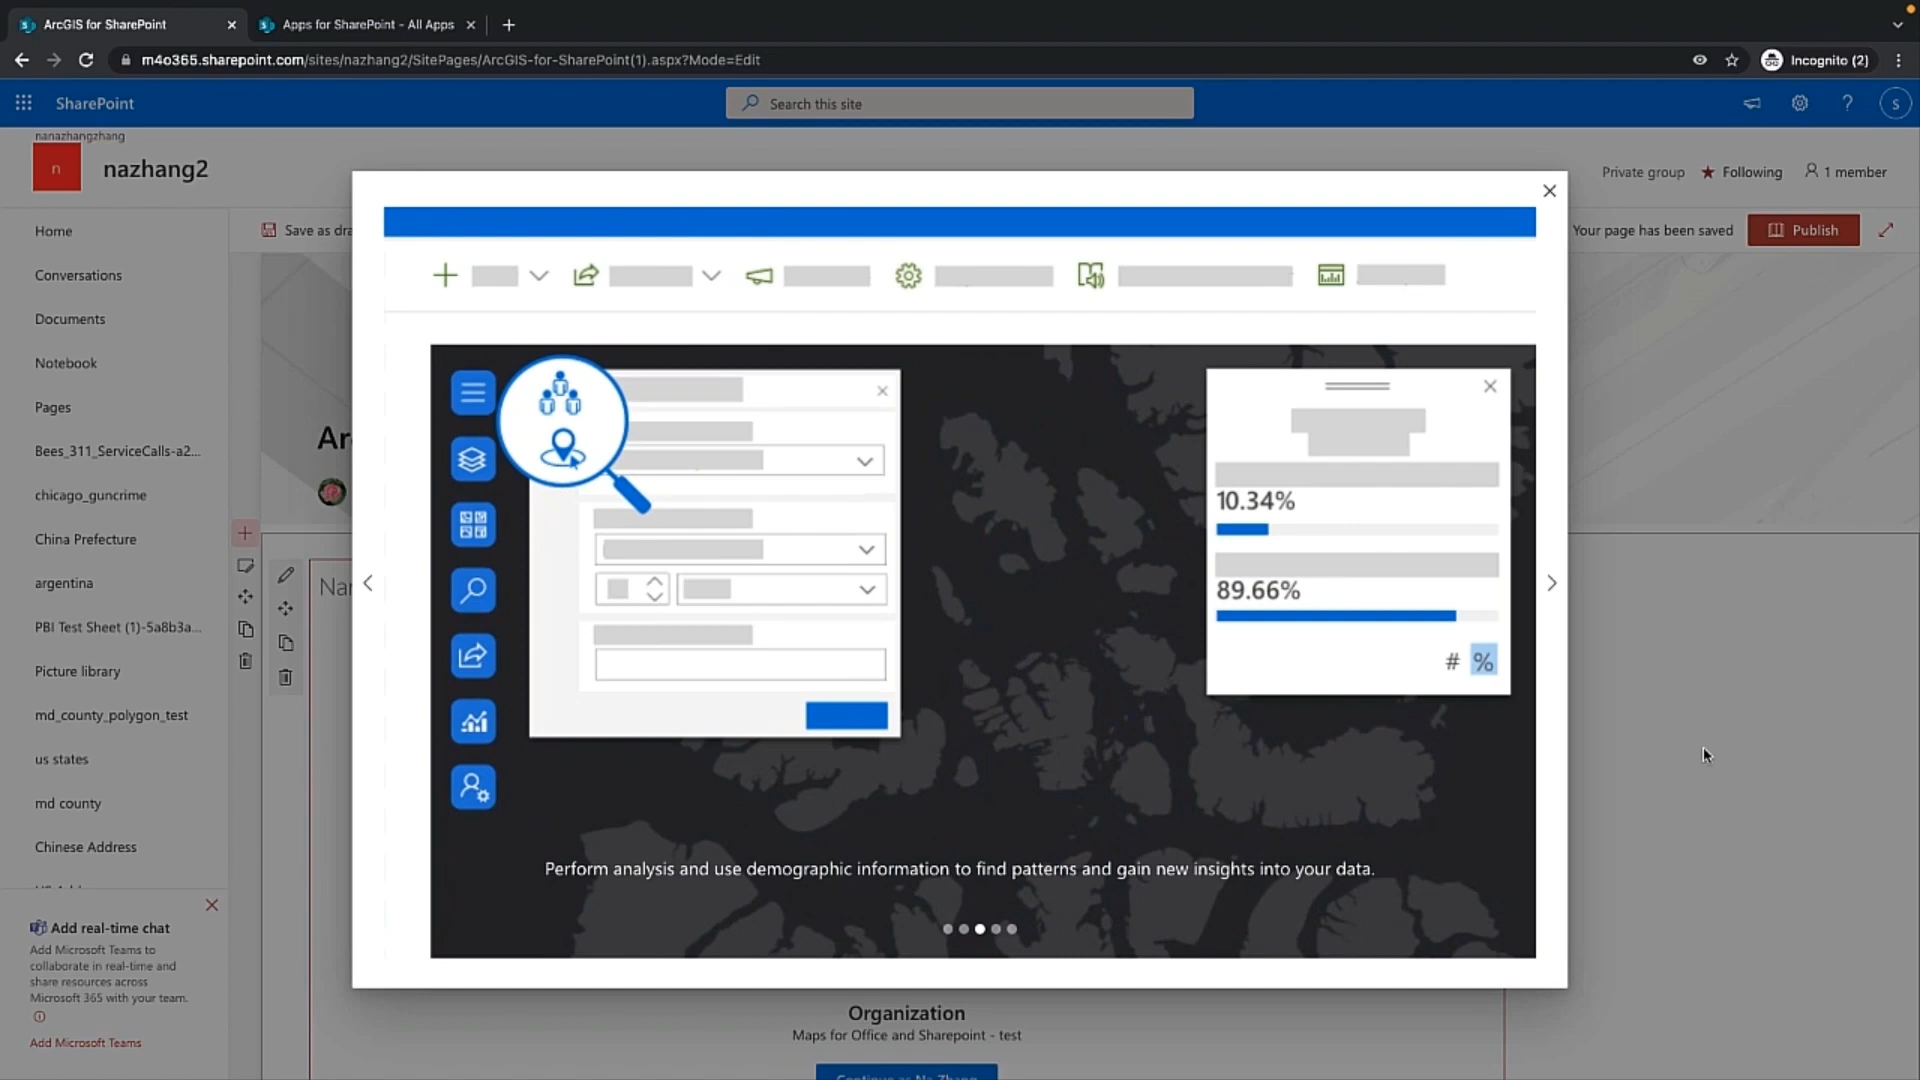 ArcGIS for SharePoint
Apps for SharePoint - All Apps
m4o365.sharepoint.com/sites/nazhang2/SitePages/ArcGIS-for-SharePoint(1).aspx?Mode=Edit
Incognito (2)
SharePoint
Search this site
S
nanazhangzhang
n
nazhang2
Private group
Following
1 member
Home
Save as dra
Your page has been saved
Publish
Conversations
Documents
Notebook
Pages
Ar
Bees_311_ServiceCalls-a2...
chicago_guncrime
China Prefecture
argentina
Nar
PBI Test Sheet (1)-5a8b3a...
Picture library
md_county_polygon_test
us states
md county
Chinese Address
10.34%
89.66%
# %
Perform analysis and use demographic information to find patterns and gain new insights into your data.
Add real-time chat
Add Microsoft Teams to
collaborate in real-time and
share resources across
Microsoft 365 with your team.
Add Microsoft Teams
Organization
Maps for Office and Sharepoint - test
Continue as Na Zhang